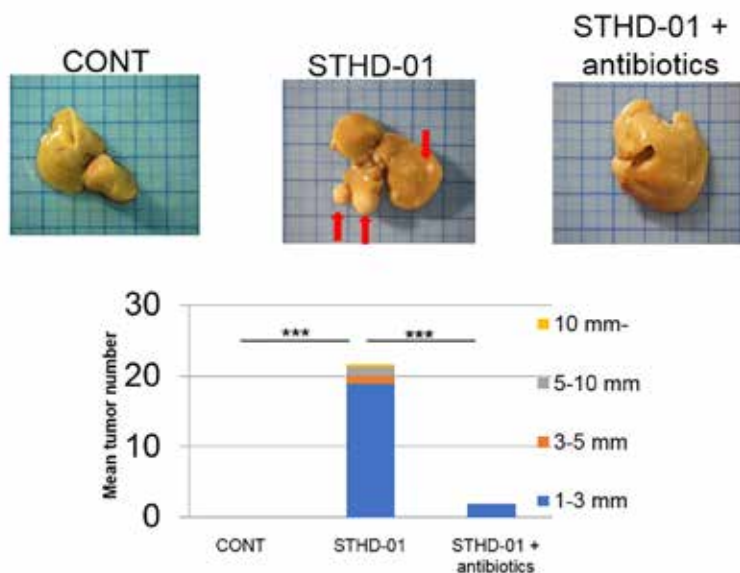 CONT
STHD-01
STHD-01 +
antibiotics
30
20
10
0
Mean tumor number
***
***
10 mm-
5-10 mm
3-5 mm
1-3 mm
CONT
STHD-01
STHD-01 +
antibiotics